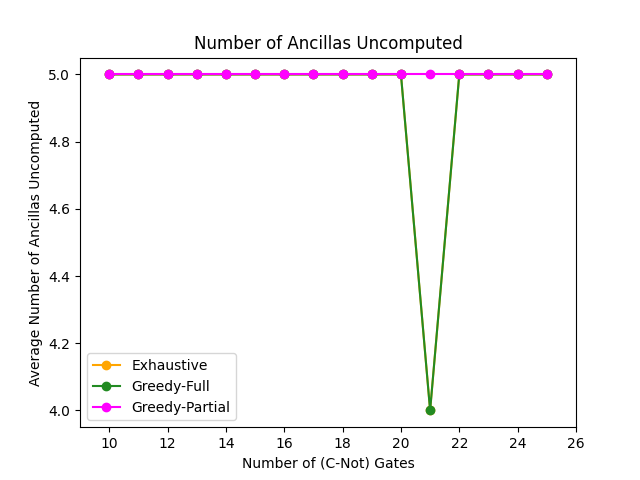 Number of Ancillas Uncomputed
Average Number of Ancillas Uncomputed
5.0
4.8
4.6
4.4
4.2
4.0
Exhaustive
Greedy-Full
Greedy-Partial
10 12 14 16 18 20 22 24 26
Number of (C-Not) Gates